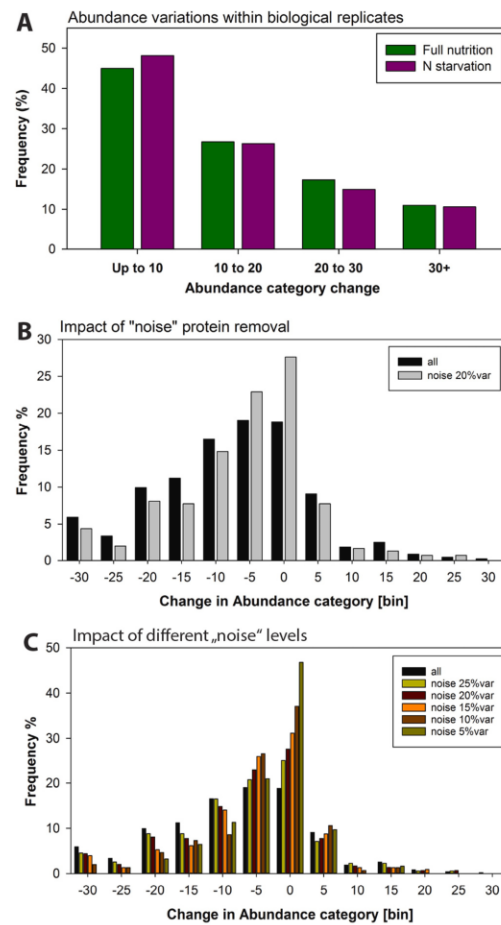 A Abundance variations within biological replicates
Full nutrition
N starvation
Frequency (%)
50
40
30
20
10
0
Up to 10 10 to 20 20 to 30 30+
Abundance category change
B Impact of "noise" protein removal
all
noise 20%var
Frequency %
30
25
20
15
10
5
0
-30 -25 -20 -15 -10 -5 0 5 10 15 20 25 30
Change in Abundance category [bin]
C Impact of different „noise“ levels
all
noise 25%var
noise 20%var
noise 15%var
noise 10%var
noise 5%var
Frequency %
50
40
30
20
10
0
-30 -25 -20 -15 -10 -5 0 5 10 15 20 25 30
Change in Abundance category [bin]